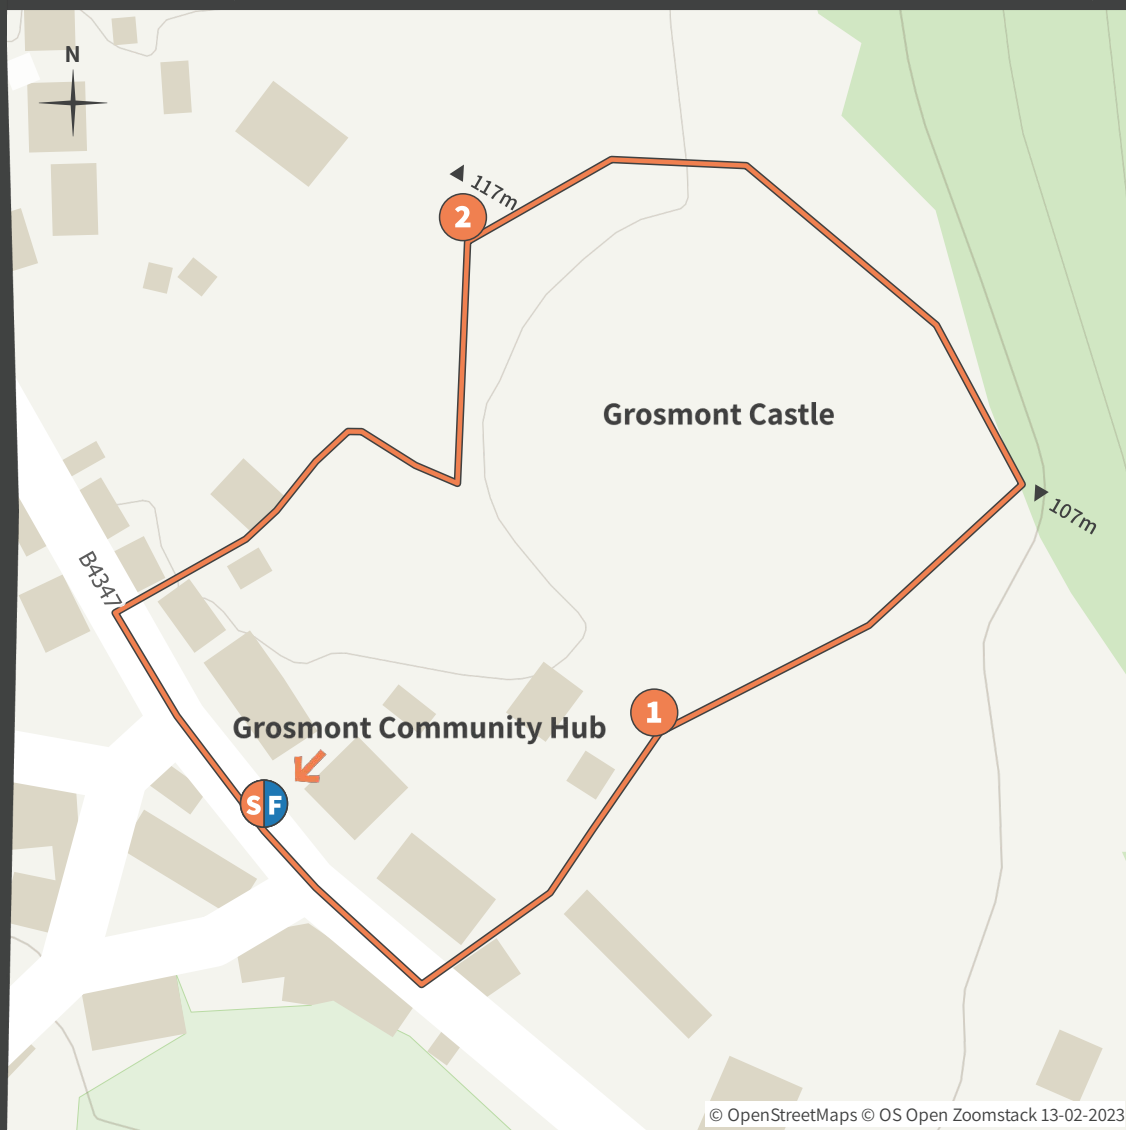 N
117m
2
Grosmont Castle
107m
B4347
1
Grosmont Community Hub
S F
© OpenStreetMaps © OS Open Zoomstack 13-02-2023